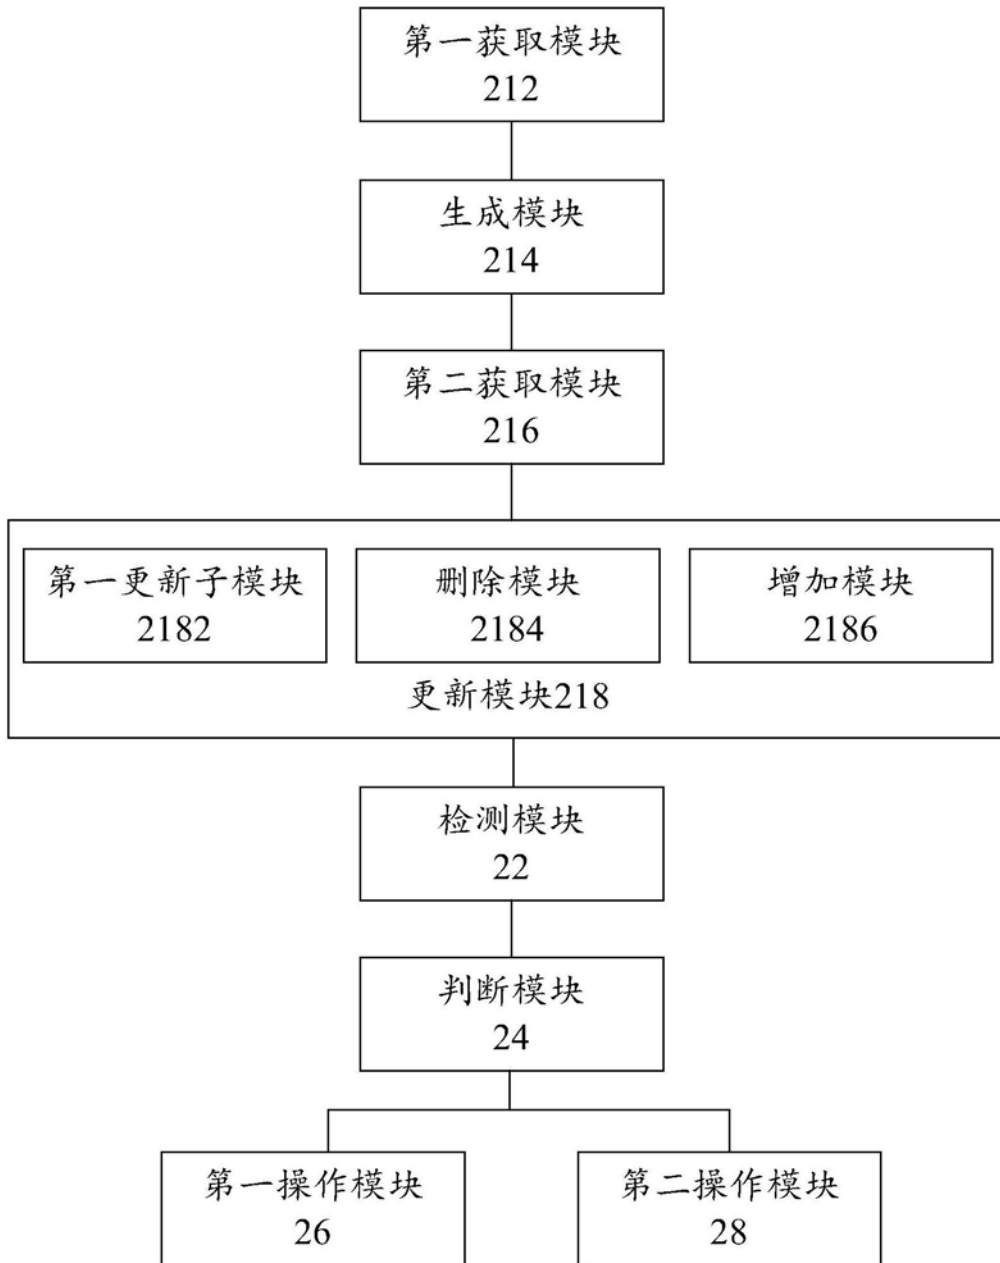 第一获取模块
212
生成模块
214
第二获取模块
216
第一更新子模块
2182
删除模块
2184
增加模块
2186
更新模块218
检测模块
22
判断模块
24
第一操作模块
26
第二操作模块
28